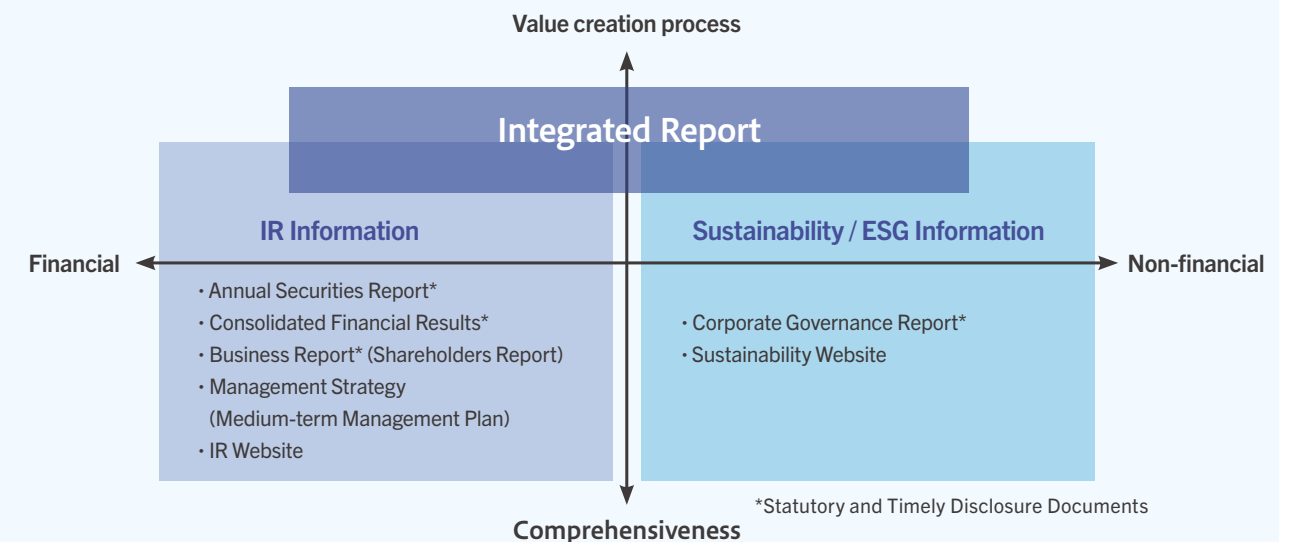 Value creation process
Integrated Report
IR Information
Sustainability / ESG Information
Financial
Non-financial
・Annual Securities Report*
・Consolidated Financial Results*
・Business Report* (Shareholders Report)
・Management Strategy
(Medium-term Management Plan)
・IR Website
・Corporate Governance Report*
・Sustainability Website
*Statutory and Timely Disclosure Documents
Comprehensiveness